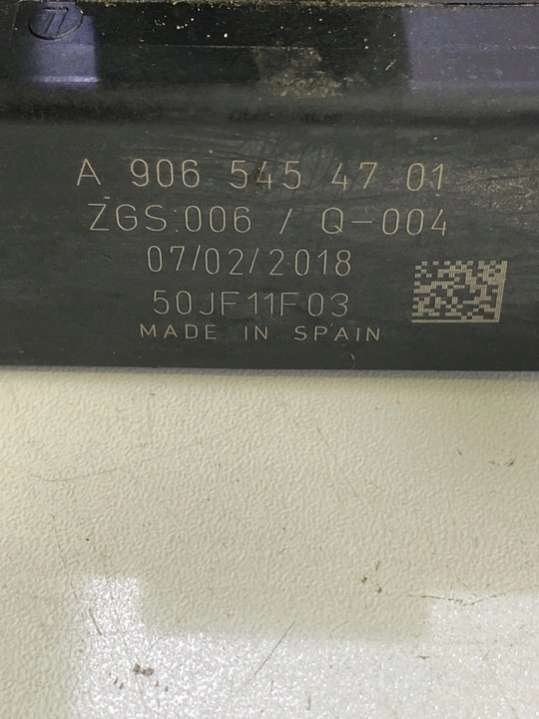 A 906 545 47 01
ZGS:006 / Q-004
07/02/2018
50JF11F03
MADE IN SPAIN